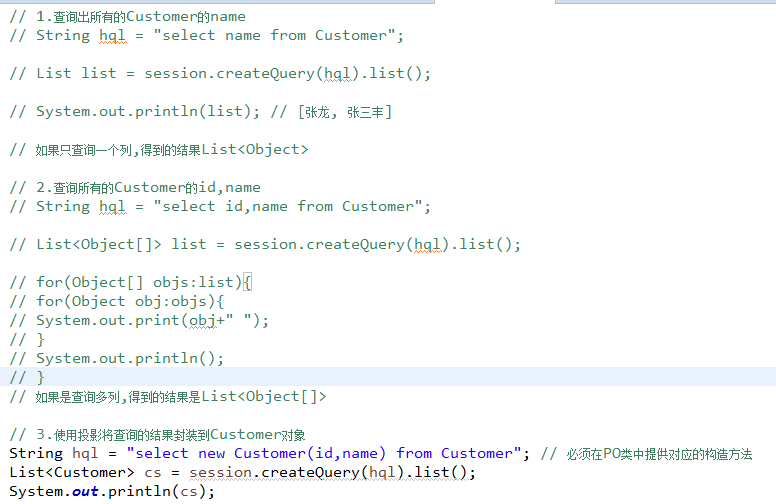 // 1.查询出所有的Customer的name
// String hql = "select name from Customer";
// List list = session.createQuery(hql).list();
// System.out.println(list); // [张龙, 张三丰]
// 如果只查询一个列,得到的结果List<Object>
// 2.查询所有的Customer的id,name
// String hql = "select id,name from Customer";
// List<Object[]> list = session.createQuery(hql).list();
// for(Object[] objs:list){
// for(Object obj:objs){
// System.out.print(obj+" ");
// }
// System.out.println();
// }
// 如果是查询多列,得到的结果是List<Object[]>
// 3.使用投影将查询的结果封装到Customer对象
String hql = "select new Customer(id,name) from Customer"; // 必须在PO类中提供对应的构造方法
List<Customer> cs = session.createQuery(hql).list();
System.out.println(cs);